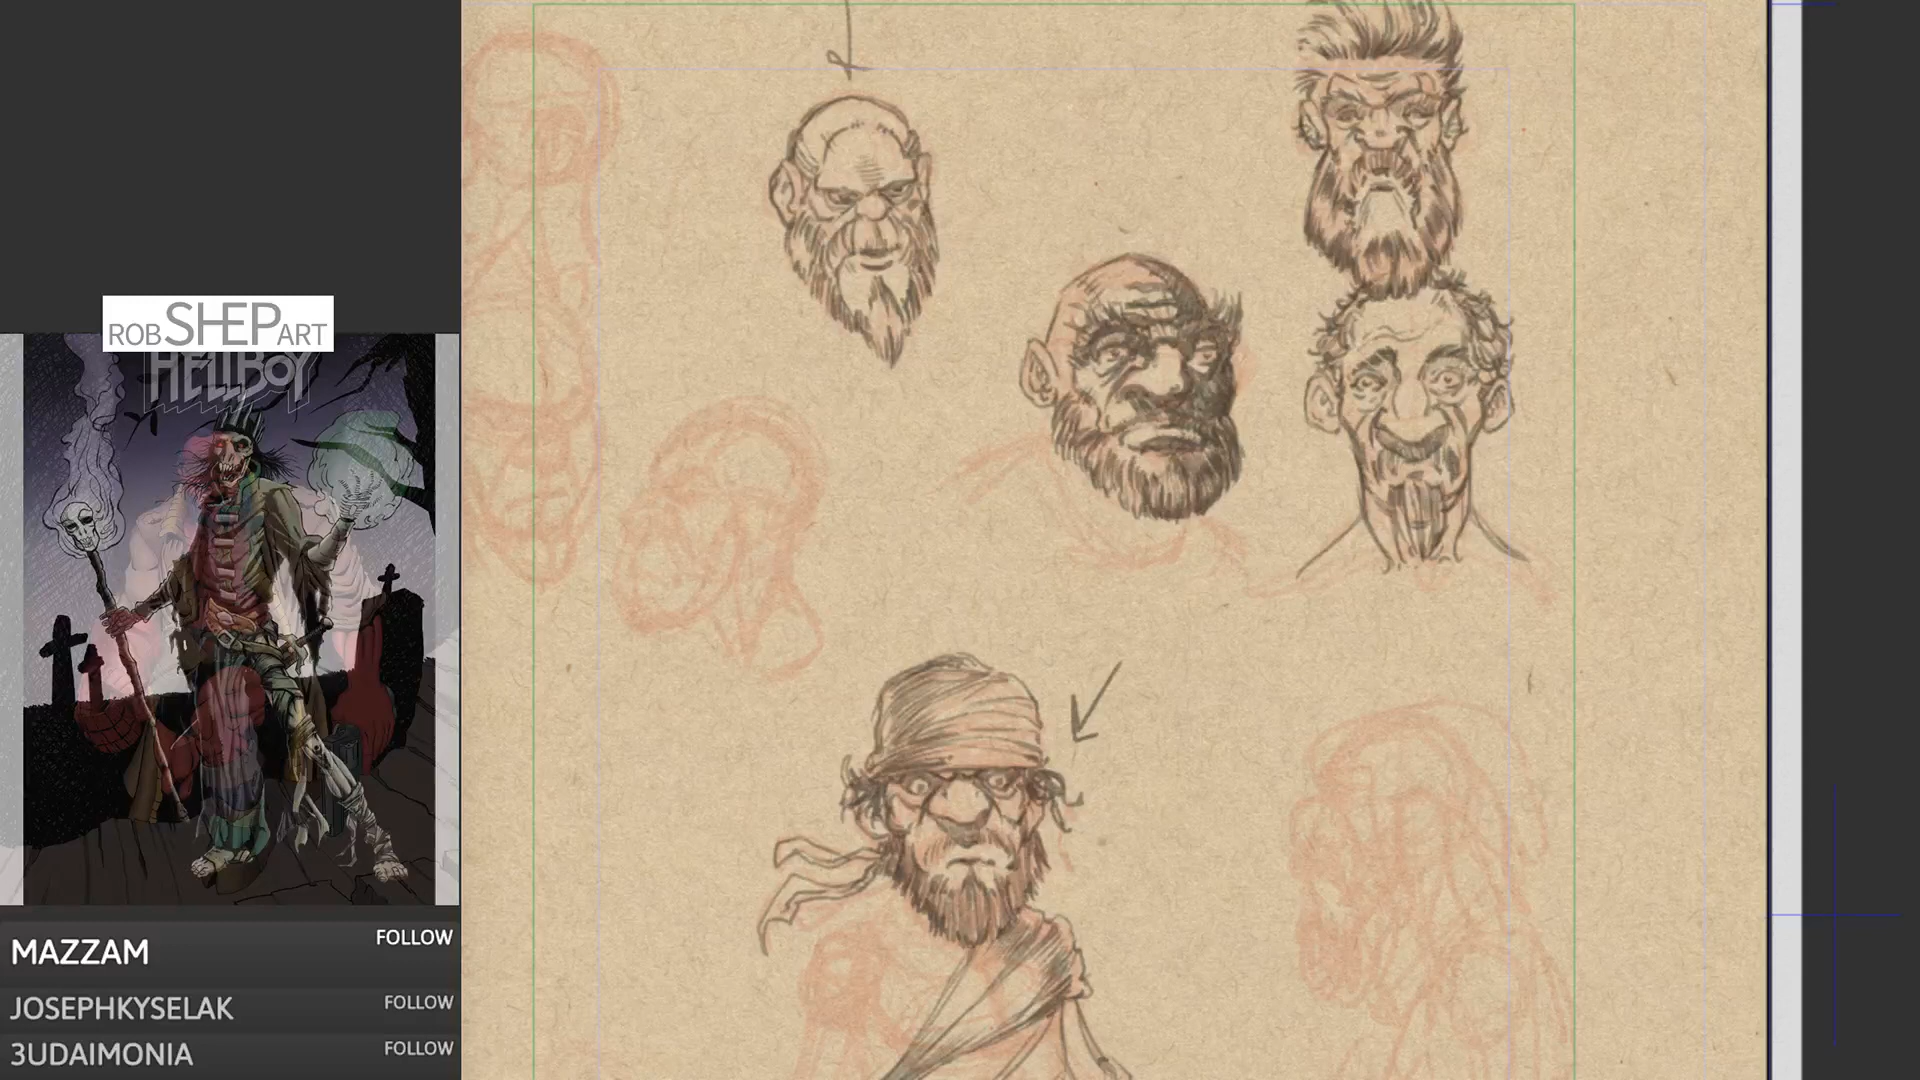 ROB SHEP ART
HELLBOY
MAZZAM FOLLOW
JOSEPHKYSELAK FOLLOW
3UDAIMONIA FOLLOW